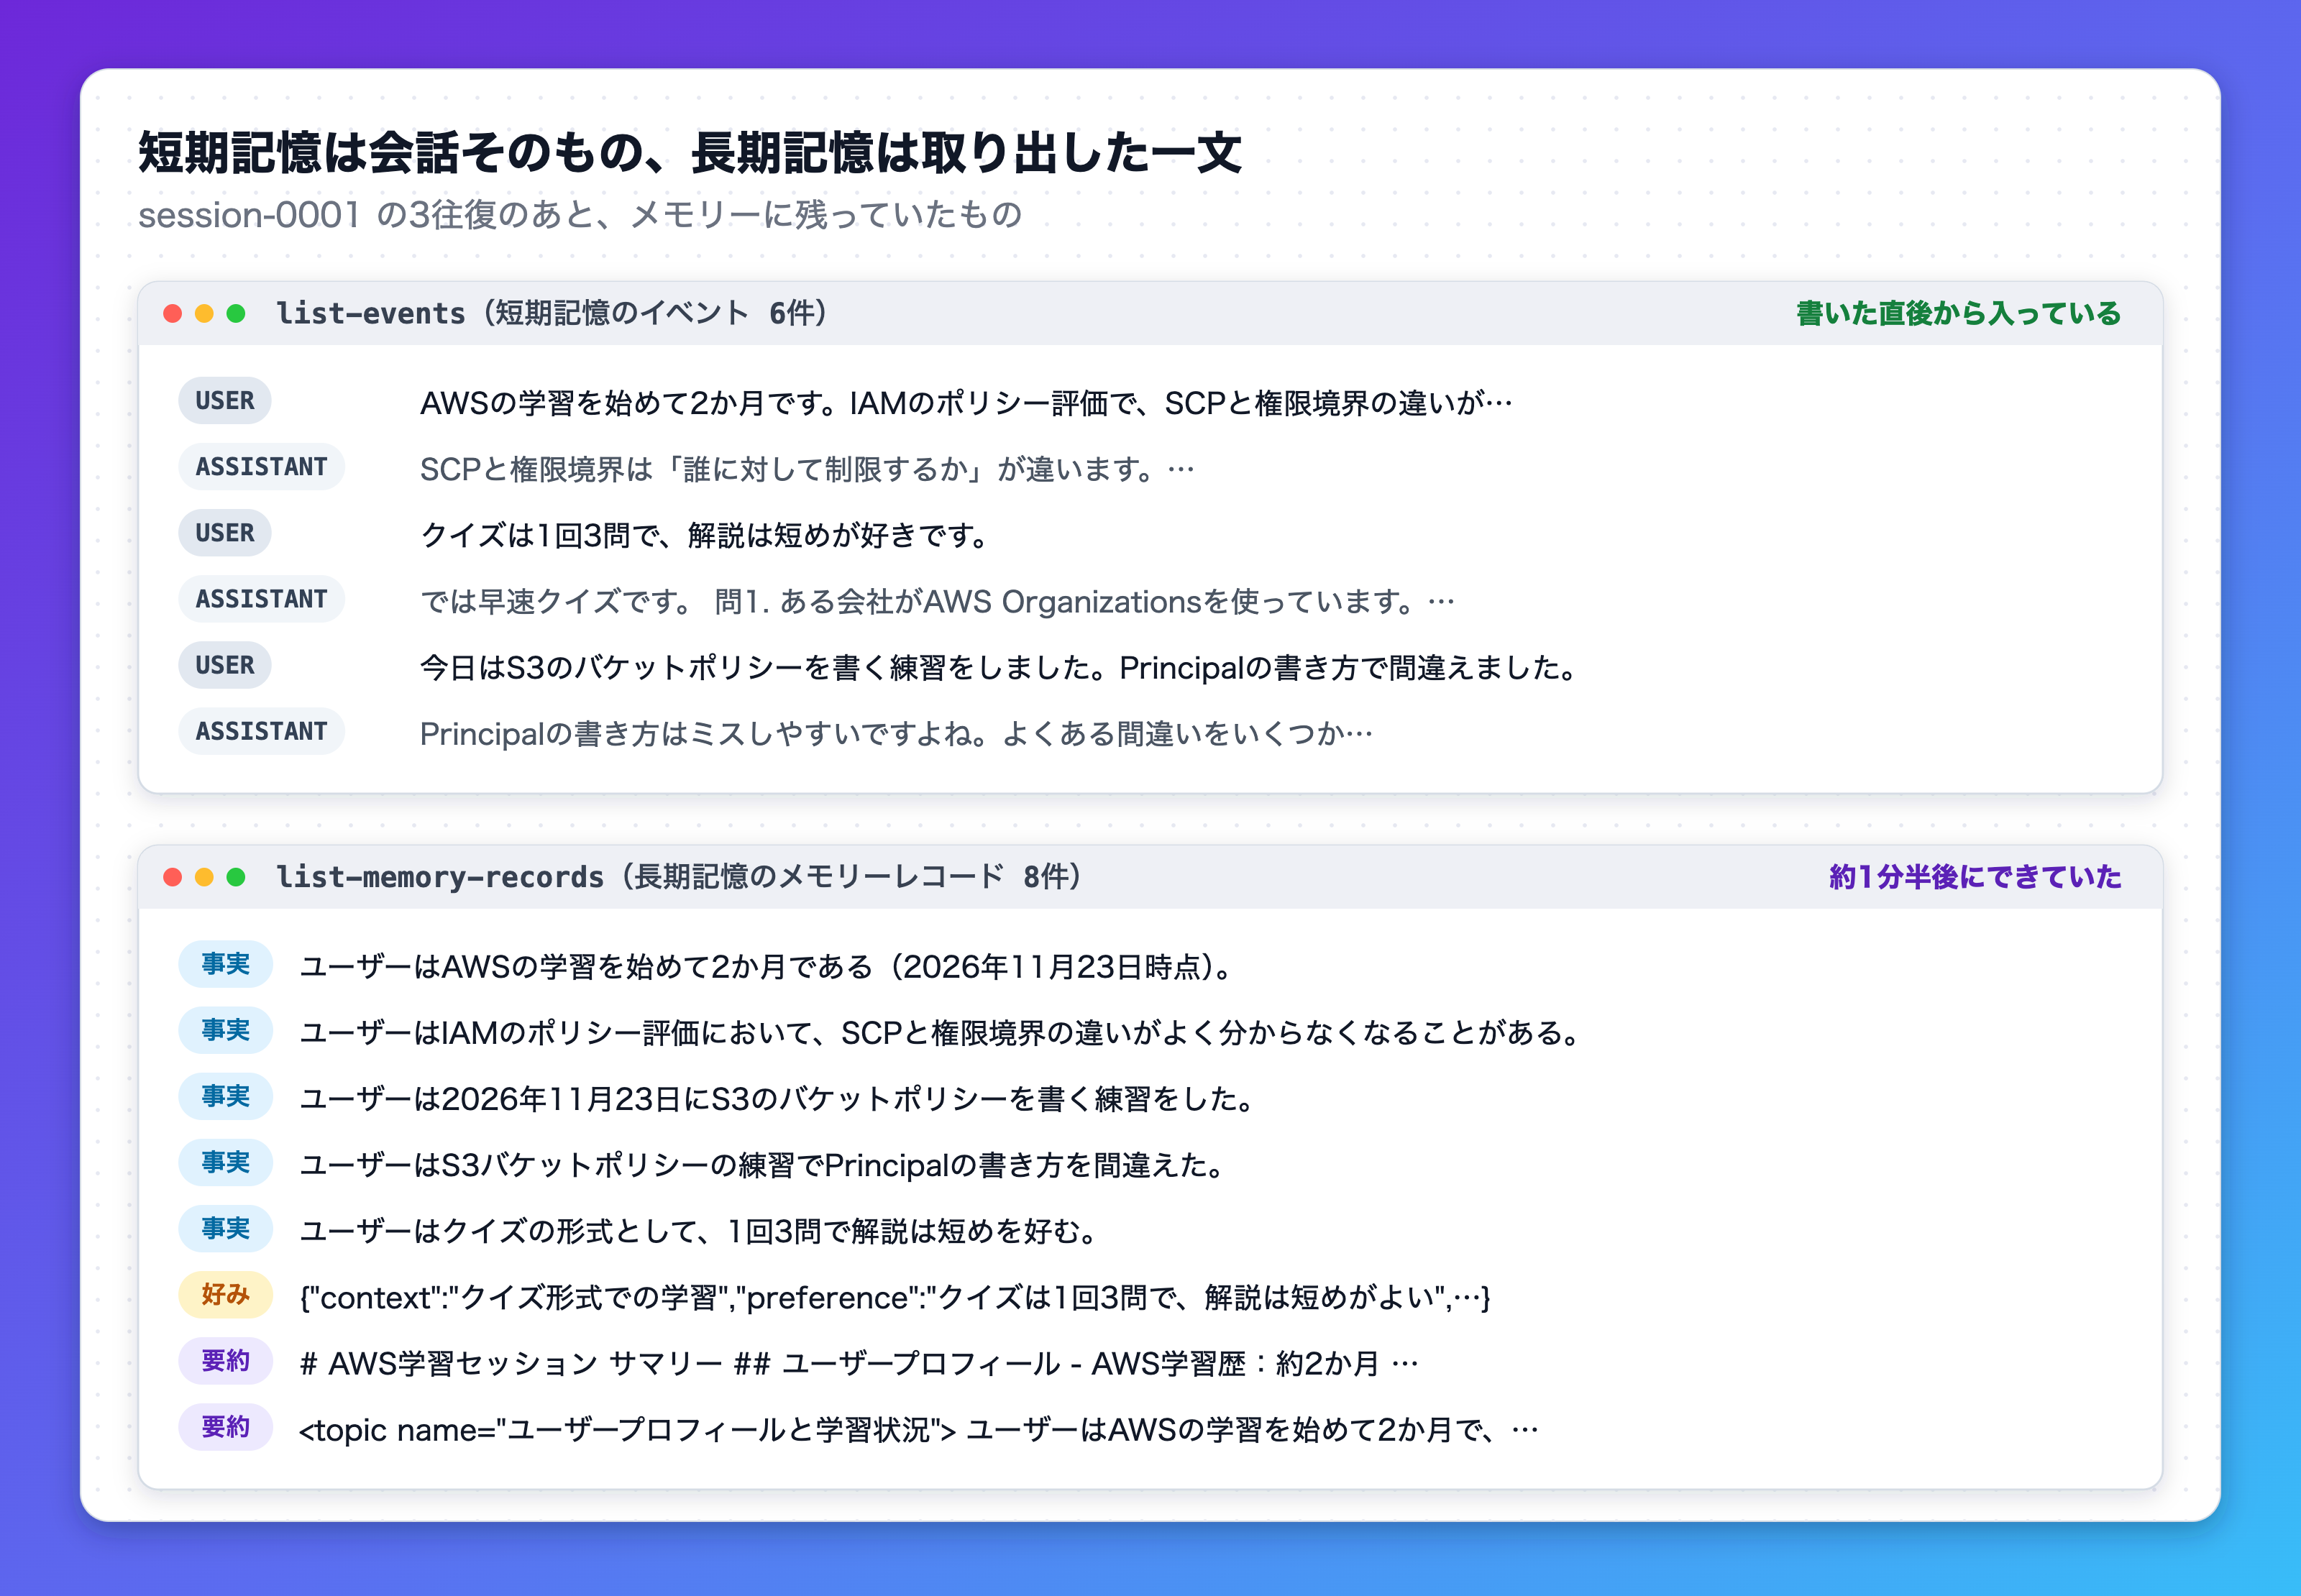 短期記憶は会話そのもの、長期記憶は取り出した一文
session-0001 の3往復のあと、メモリーに残っていたもの
list-events（短期記憶のイベント 6件） 書いた直後から入っている
USER AWSの学習を始めて2か月です。IAMのポリシー評価で、SCPと権限境界の違いが…
ASSISTANT SCPと権限境界は「誰に対して制限するか」が違います。…
USER クイズは1回3問で、解説は短めが好きです。
ASSISTANT では早速クイズです。 問1. ある会社がAWS Organizationsを使っています。…
USER 今日はS3のバケットポリシーを書く練習をしました。Principalの書き方で間違えました。
ASSISTANT Principalの書き方はミスしやすいですよね。よくある間違いをいくつか…
list-memory-records（長期記憶のメモリーレコード 8件） 約1分半後にできていた
事実 ユーザーはAWSの学習を始めて2か月である（2026年11月23日時点）。
事実 ユーザーはIAMのポリシー評価において、SCPと権限境界の違いがよく分からなくなることがある。
事実 ユーザーは2026年11月23日にS3のバケットポリシーを書く練習をした。
事実 ユーザーはS3バケットポリシーの練習でPrincipalの書き方を間違えた。
事実 ユーザーはクイズの形式として、1回3問で解説は短めを好む。
好み {"context":"クイズ形式での学習","preference":"クイズは1回3問で、解説は短めがよい",…}
要約 # AWS学習セッション サマリー ## ユーザープロフィール - AWS学習歴：約2か月 …
要約 <topic name="ユーザープロフィールと学習状況"> ユーザーはAWSの学習を始めて2か月で、…